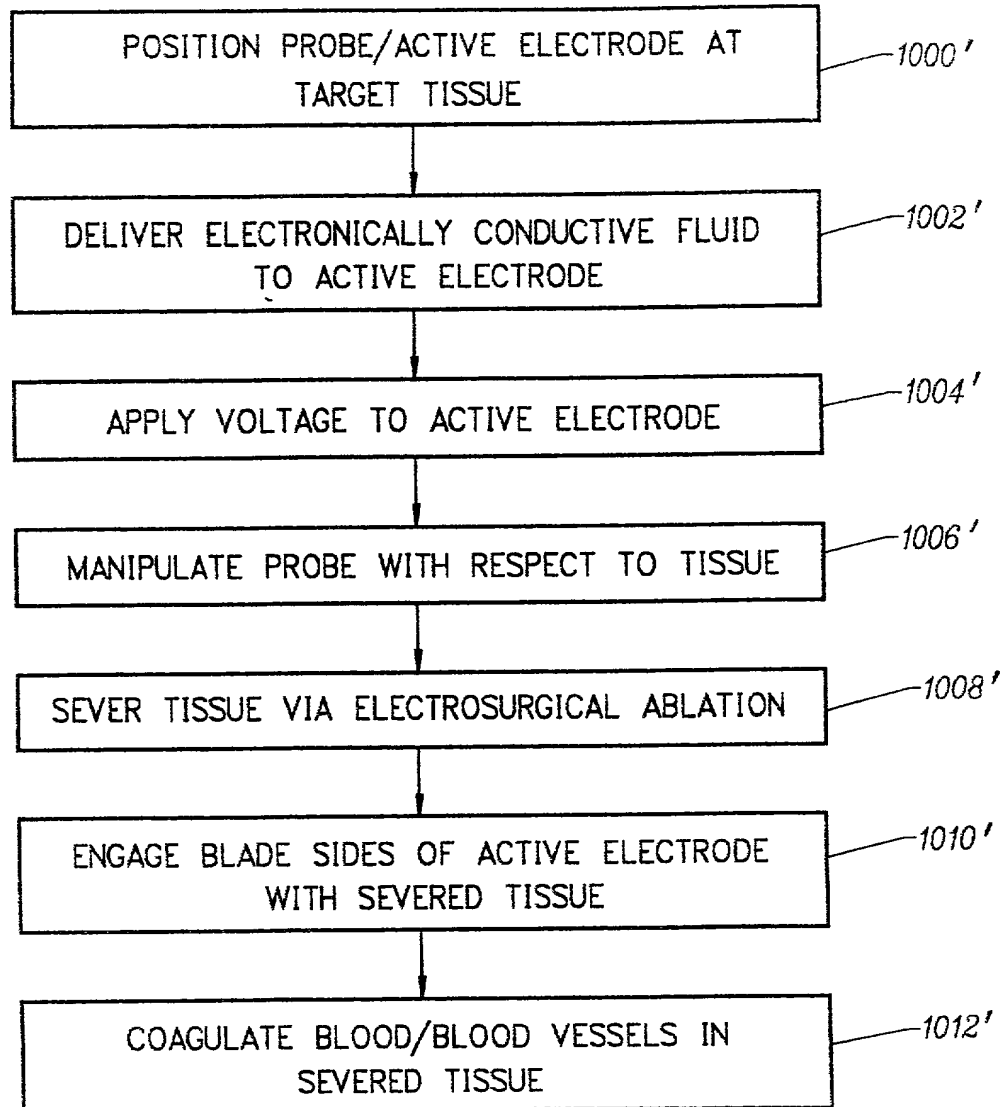 POSITION PROBE/ACTIVE ELECTRODE AT
TARGET TISSUE
1000'
DELIVER ELECTRONICALLY CONDUCTIVE FLUID
TO ACTIVE ELECTRODE
1002'
APPLY VOLTAGE TO ACTIVE ELECTRODE
1004'
MANIPULATE PROBE WITH RESPECT TO TISSUE
1006'
SEVER TISSUE VIA ELECTROSURGICAL ABLATION
1008'
ENGAGE BLADE SIDES OF ACTIVE ELECTRODE
WITH SEVERED TISSUE
1010'
COAGULATE BLOOD/BLOOD VESSELS IN
SEVERED TISSUE
1012'